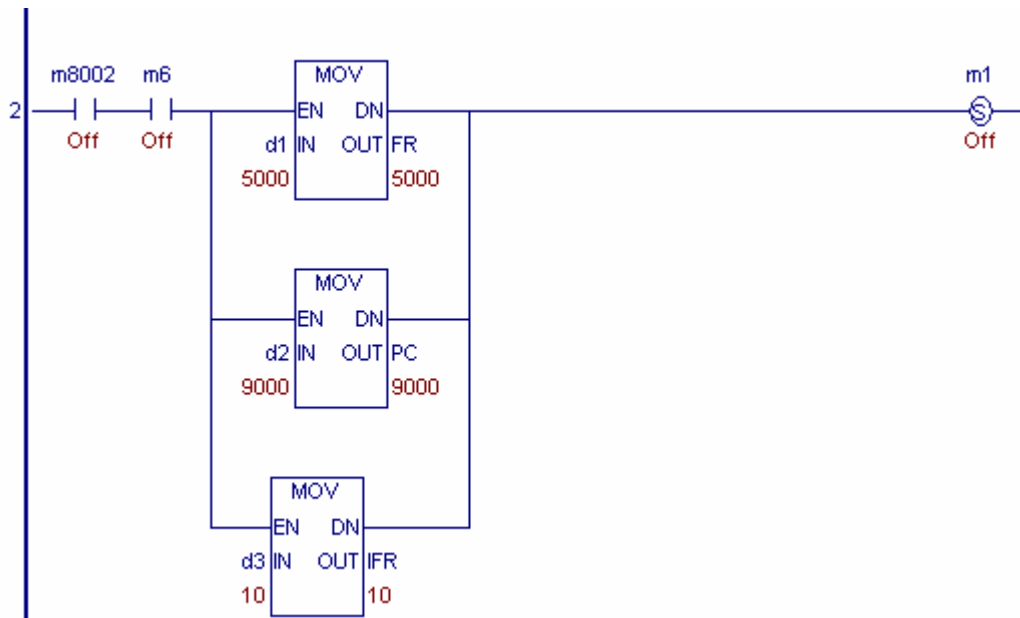 m8002 m6 MOV m1
2 EN DN S
Off Off d1 IN OUT FR Off
5000 5000
MOV
EN DN
d2 IN OUT PC
9000 9000
MOV
EN DN
d3 IN OUT IFR
10 10